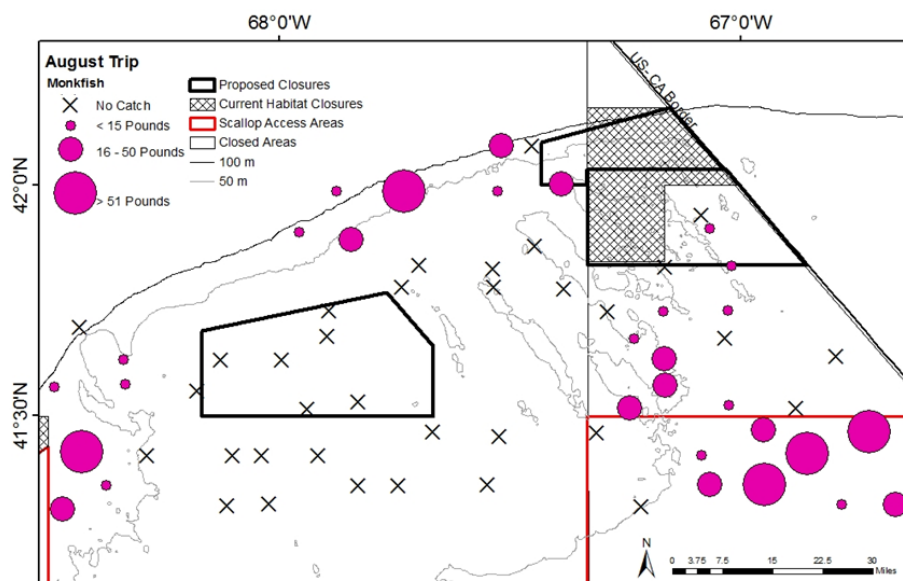 68°0'W
67°0'W
August Trip
Monkfish
No Catch
< 15 Pounds
16 - 50 Pounds
> 51 Pounds
Proposed Closures
Current Habitat Closures
Scallop Access Areas
Closed Areas
100 m
50 m
US- CA Border
42°0'N
41°30'N
N
0 3.75 7.5 15 22.5 30
Miles